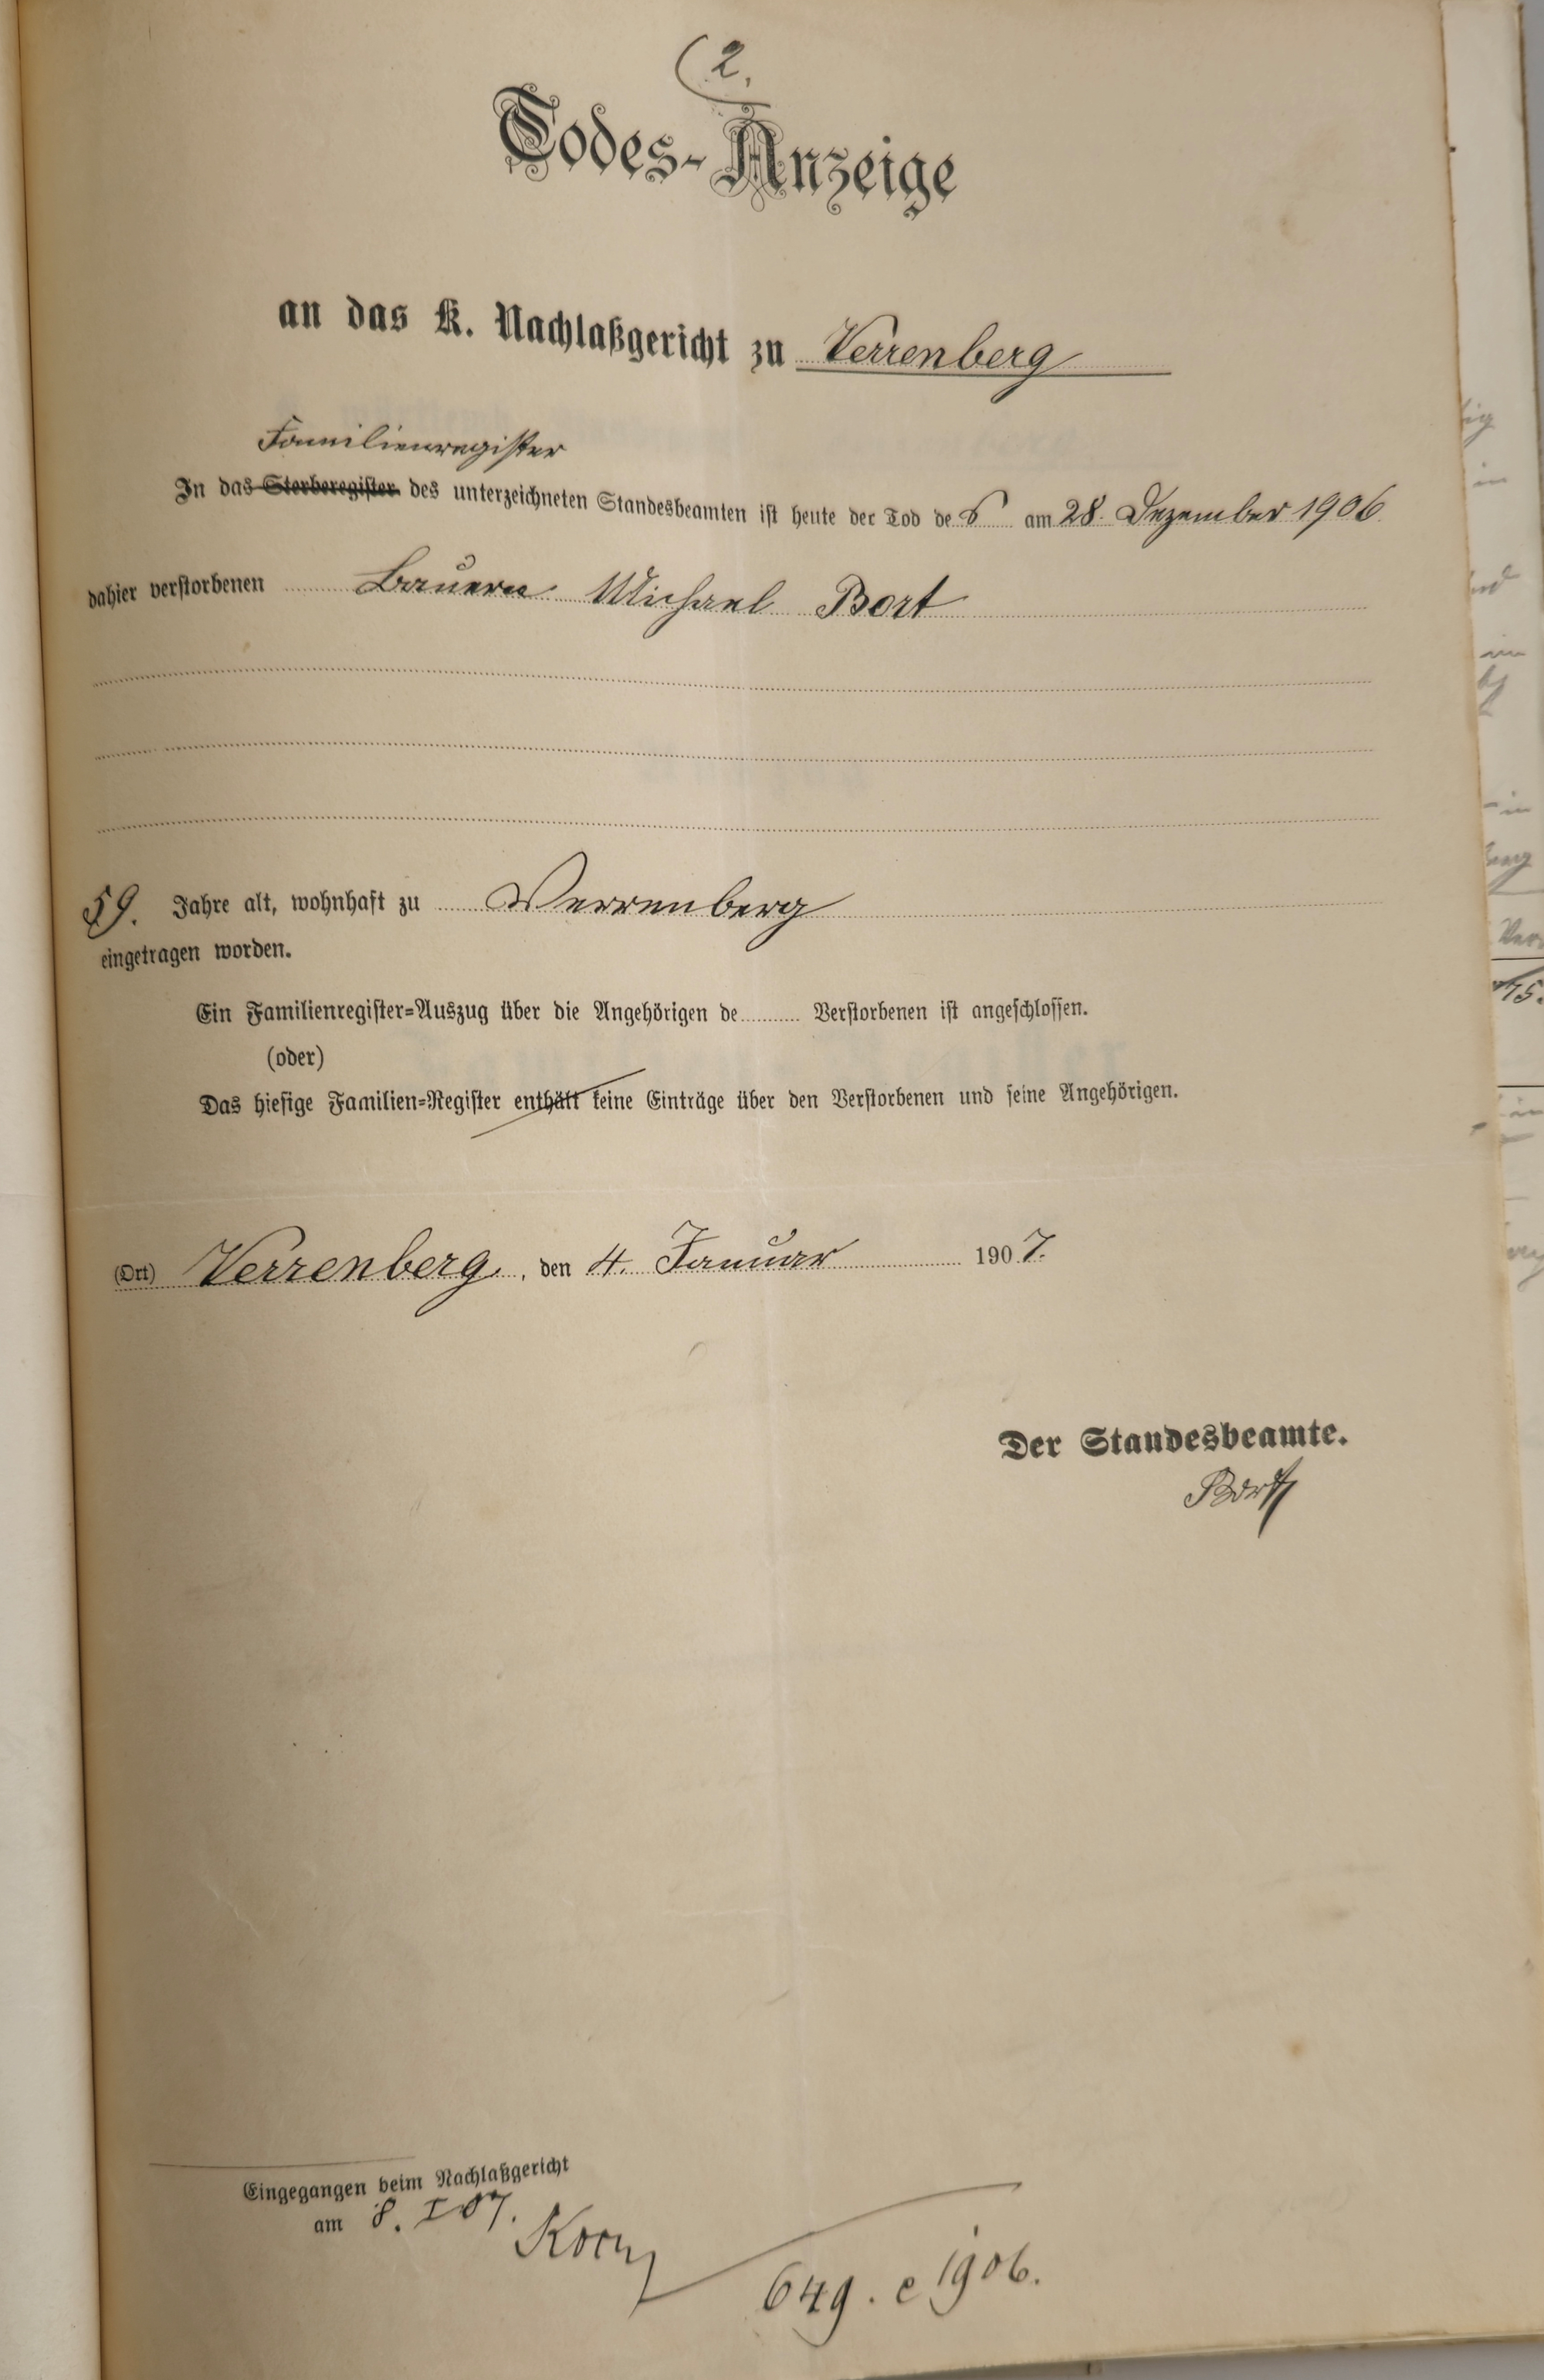 2.
Todes-Anzeige
an das K. Nachlaßgericht zu Verrenberg
Familienregister
In das Sterberegister des unterzeichneten Standesbeamten ist heute der Tod des am 28. Dezember 1906
dahier verstorbenen Bauern Michael Bort
59. Jahre alt, wohnhaft zu Verrenberg
eingetragen worden.
Ein Familienregister=Auszug über die Angehörigen de Verstorbenen ist angeschlossen.
(oder)
Das hiesige Familien=Register enthält keine Einträge über den Verstorbenen und seine Angehörigen.
(Ort) Verrenberg, den 4. Januar 1907.
Der Standesbeamte.
Bort
Eingegangen beim Nachlaßgericht
am 8. I 07.
649. e 1906.